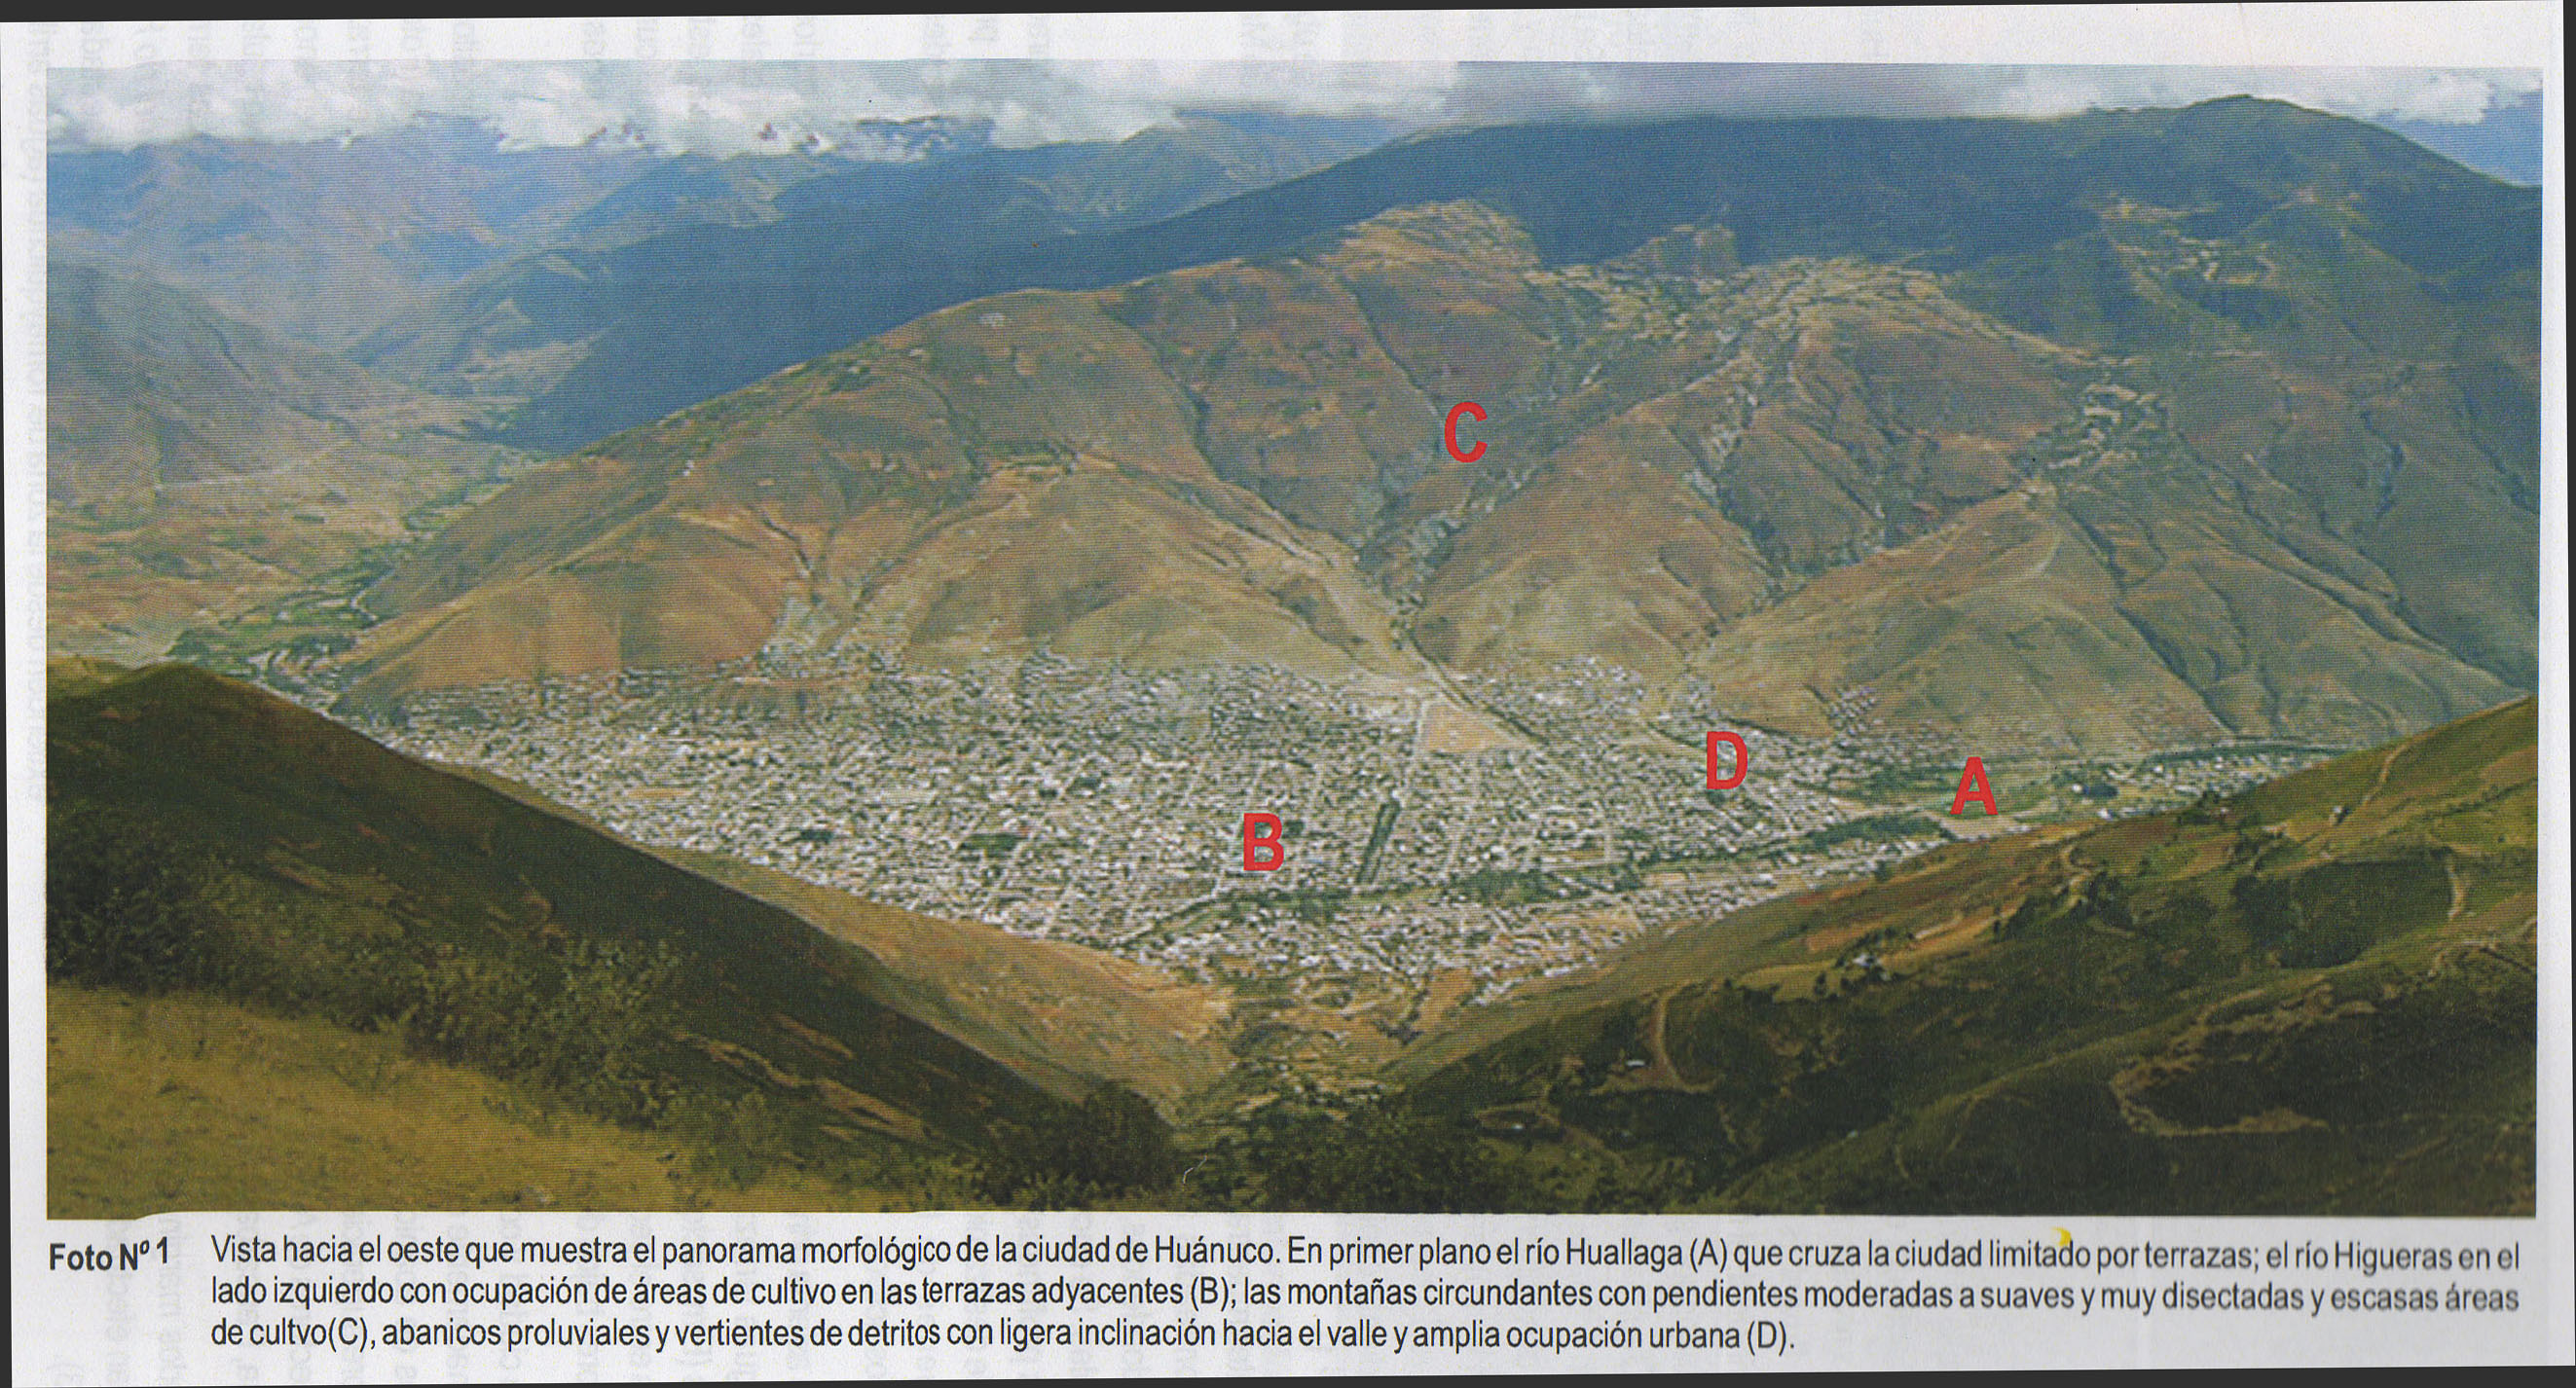 C
D
A
B
Foto Nº 1 Vista hacia el oeste que muestra el panorama morfológico de la ciudad de Huánuco. En primer plano el río Huallaga (A) que cruza la ciudad limitado por terrazas; el río Higueras en el
lado izquierdo con ocupación de áreas de cultivo en las terrazas adyacentes (B); las montañas circundantes con pendientes moderadas a suaves y muy disectadas y escasas áreas
de cultvo(C), abanicos proluviales y vertientes de detritos con ligera inclinación hacia el valle y amplia ocupación urbana (D).